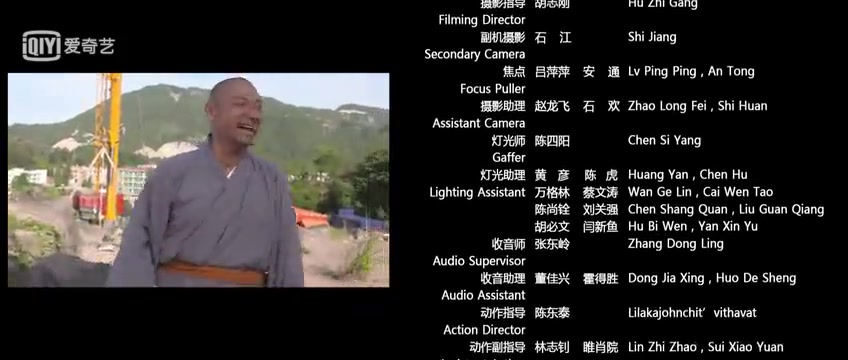 iQIYI 爱奇艺
摄影指导 胡志刚 Hu Zhi Gang
Filming Director
副机摄影 石 江 Shi Jiang
Secondary Camera
焦点 吕萍萍 安 通 Lv Ping Ping , An Tong
Focus Puller
摄影助理 赵龙飞 石 欢 Zhao Long Fei , Shi Huan
Assistant Camera
灯光师 陈四阳 Chen Si Yang
Gaffer
灯光助理 黄 彦 陈 虎 Huang Yan , Chen Hu
Lighting Assistant 万格林 蔡文涛 Wan Ge Lin , Cai Wen Tao
陈尚铨 刘关强 Chen Shang Quan , Liu Guan Qiang
胡必文 闫新鱼 Hu Bi Wen , Yan Xin Yu
收音师 张东岭 Zhang Dong Ling
Audio Supervisor
收音助理 董佳兴 霍得胜 Dong Jia Xing , Huo De Sheng
Audio Assistant
动作指导 陈东泰 Lilakajohnchit' vithavat
Action Director
动作副指导 林志钊 睢肖院 Lin Zhi Zhao , Sui Xiao Yuan